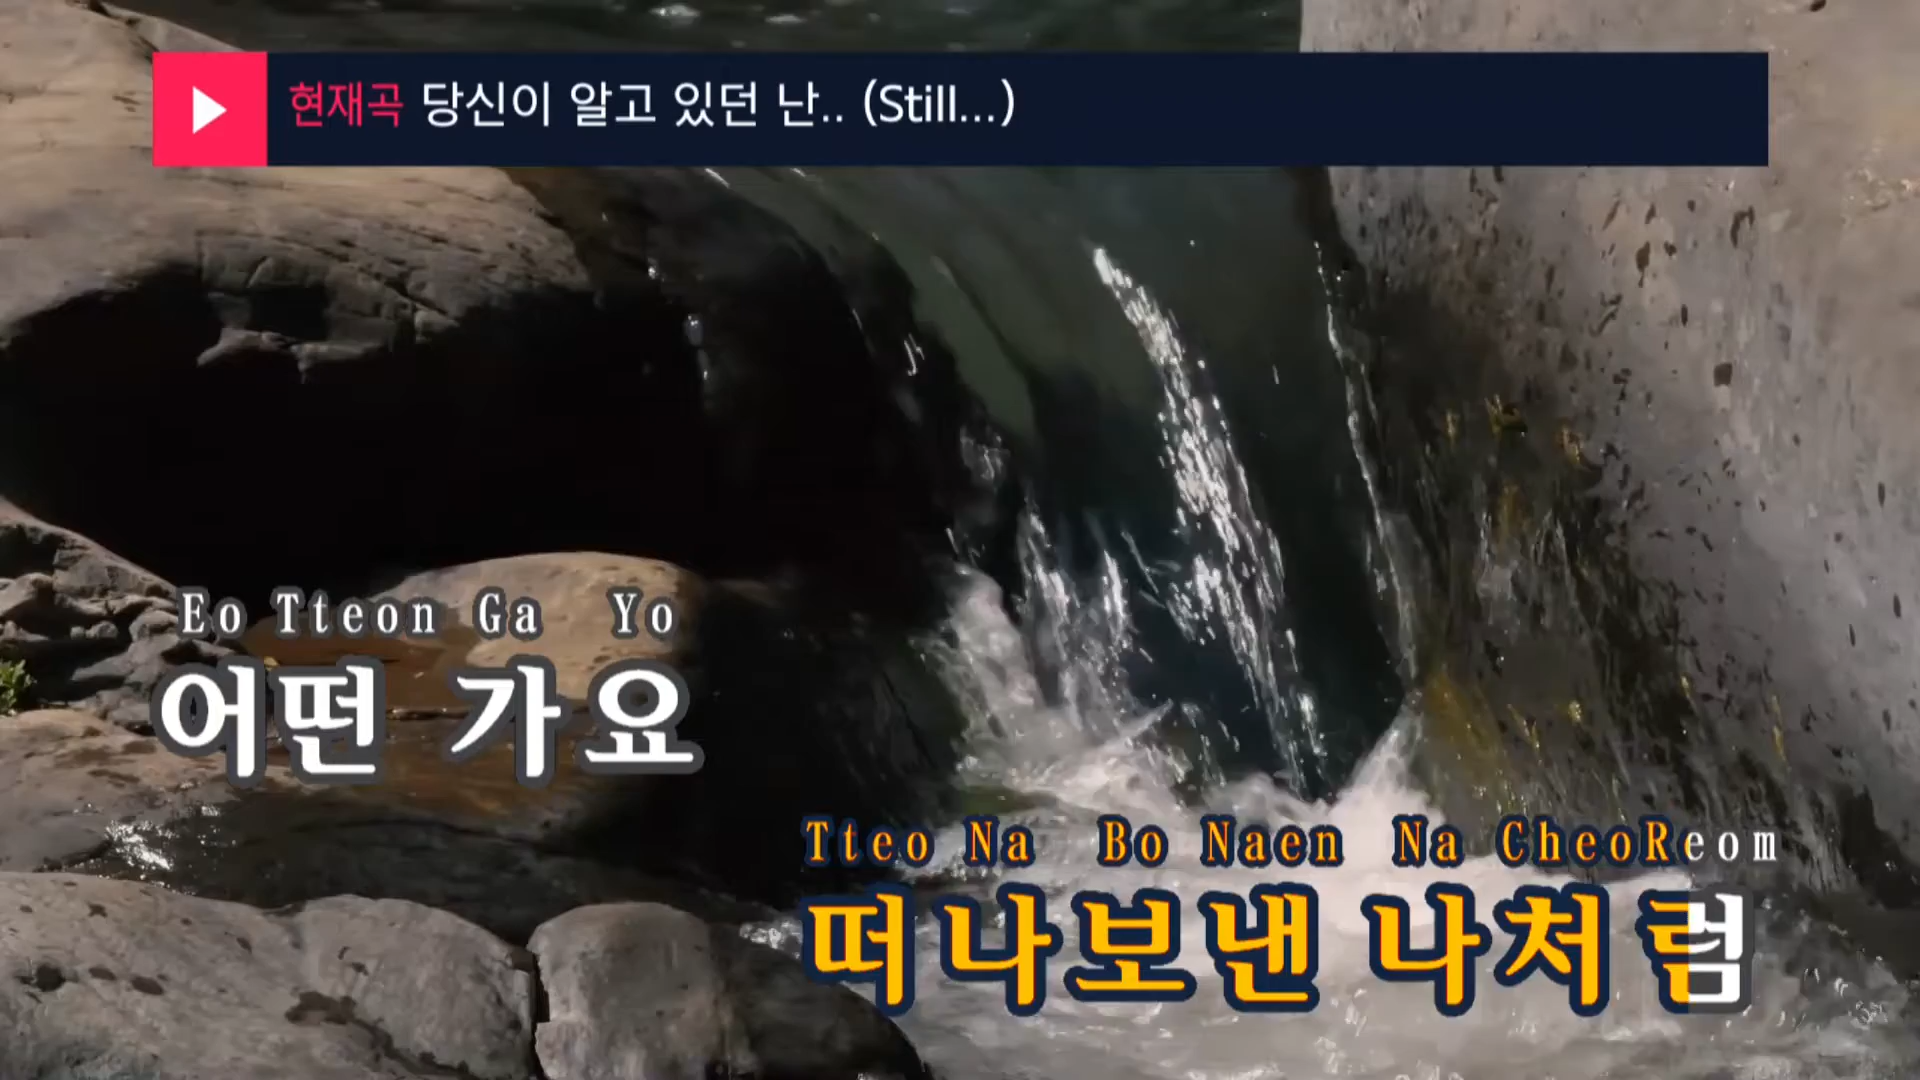 현재곡 당신이 알고 있던 난.. (Still...)
Eo Tteon Ga Yo
어떤 가요
Tteo Na Bo Naen Na CheoReom
떠나보낸 나처럼